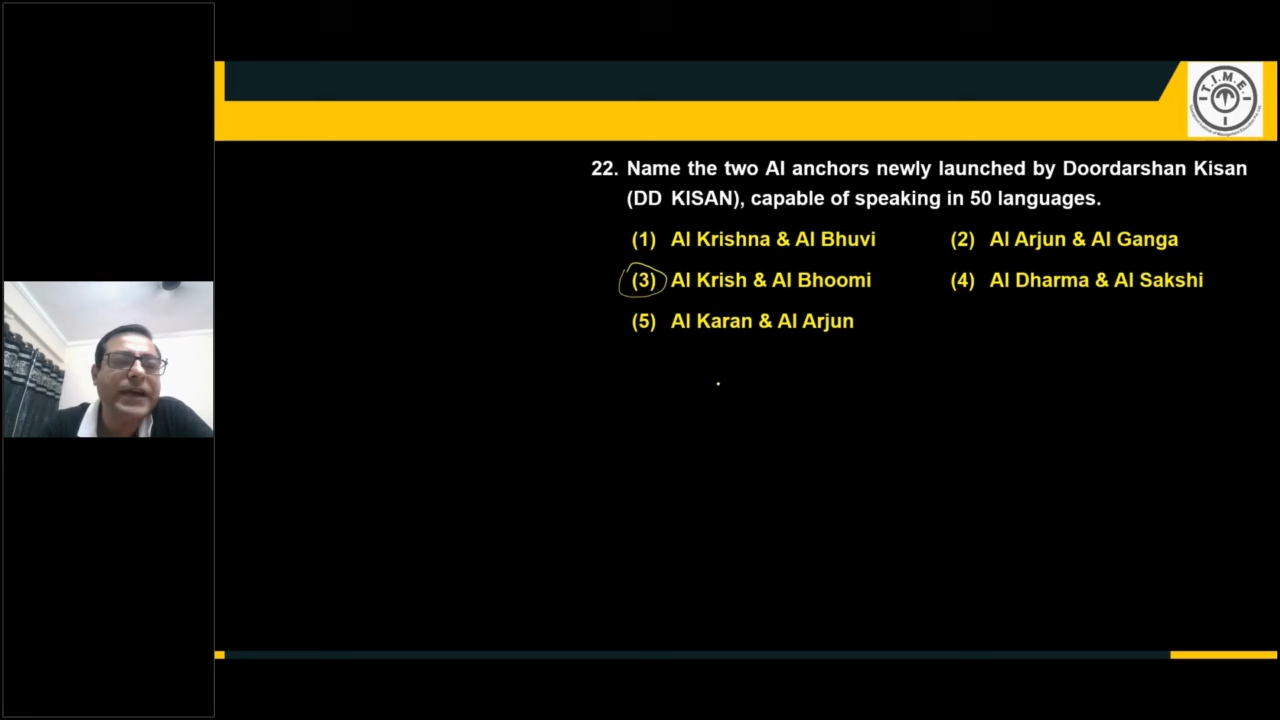 T.I.M.E.
22. Name the two AI anchors newly launched by Doordarshan Kisan
(DD KISAN), capable of speaking in 50 languages.
(1) AI Krishna & AI Bhuvi (2) AI Arjun & AI Ganga
(3) AI Krish & AI Bhoomi (4) AI Dharma & AI Sakshi
(5) AI Karan & AI Arjun